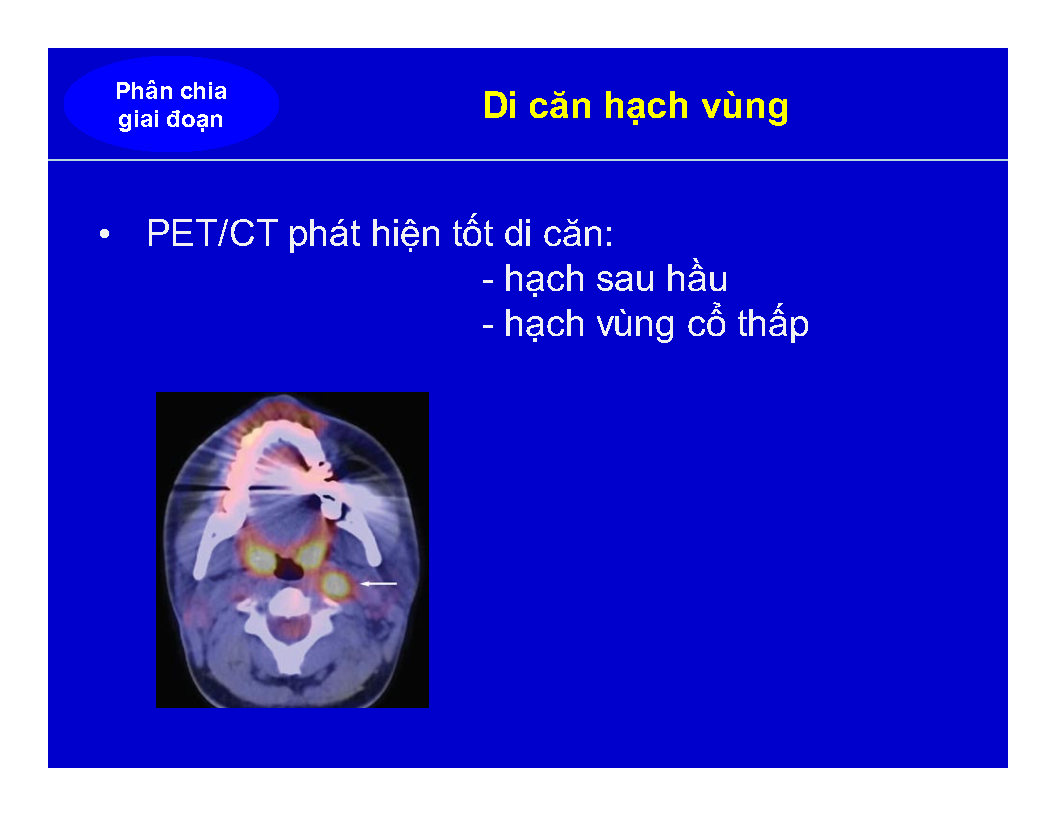 Phân chia
giai đoạn
Di căn hạch vùng
• PET/CT phát hiện tốt di căn:
- hạch sau hầu
- hạch vùng cổ thấp